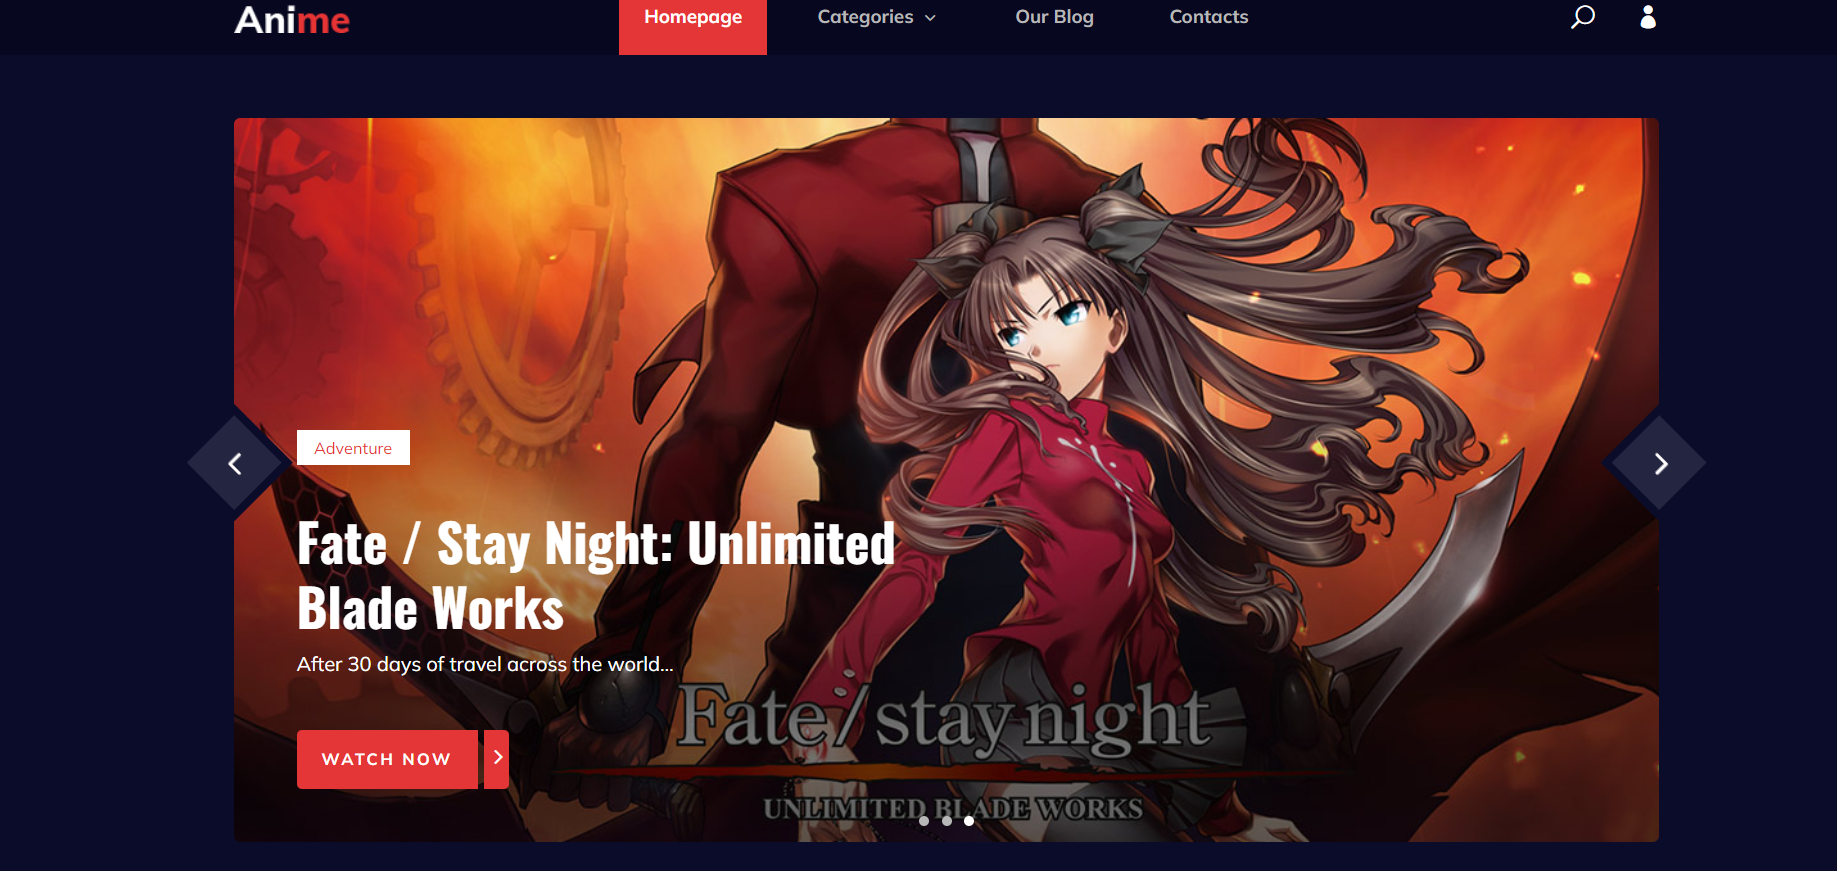 Anime
Homepage
Categories
Our Blog
Contacts
Adventure
Fate / Stay Night: Unlimited
Blade Works
After 30 days of travel across the world...
WATCH NOW
Fate/stay night
UNLIMITED BLADE WORKS